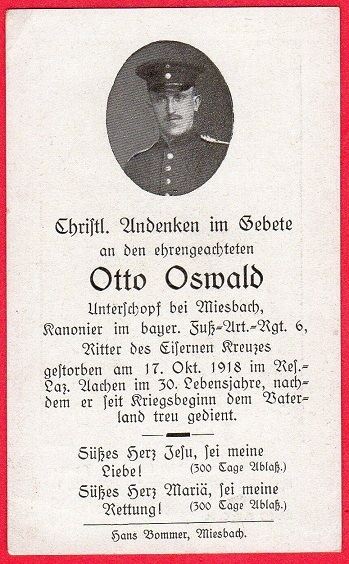 Christl. Andenken im Gebete
an den ehrengeachteten
Otto Oswald
Unterschopf bei Miesbach,
Kanonier im bayer. Fuß-Art.-Rgt. 6,
Ritter des Eisernen Kreuzes
gestorben am 17. Okt. 1918 im Res.-
Laz. Aachen im 30. Lebensjahre, nach-
dem er seit Kriegsbeginn dem Vater-
land treu gedient.
Süßes Herz Jesu, sei meine
Liebe! (300 Tage Ablaß.)
Süßes Herz Mariä, sei meine
Rettung! (300 Tage Ablaß.)
Hans Bommer, Miesbach.